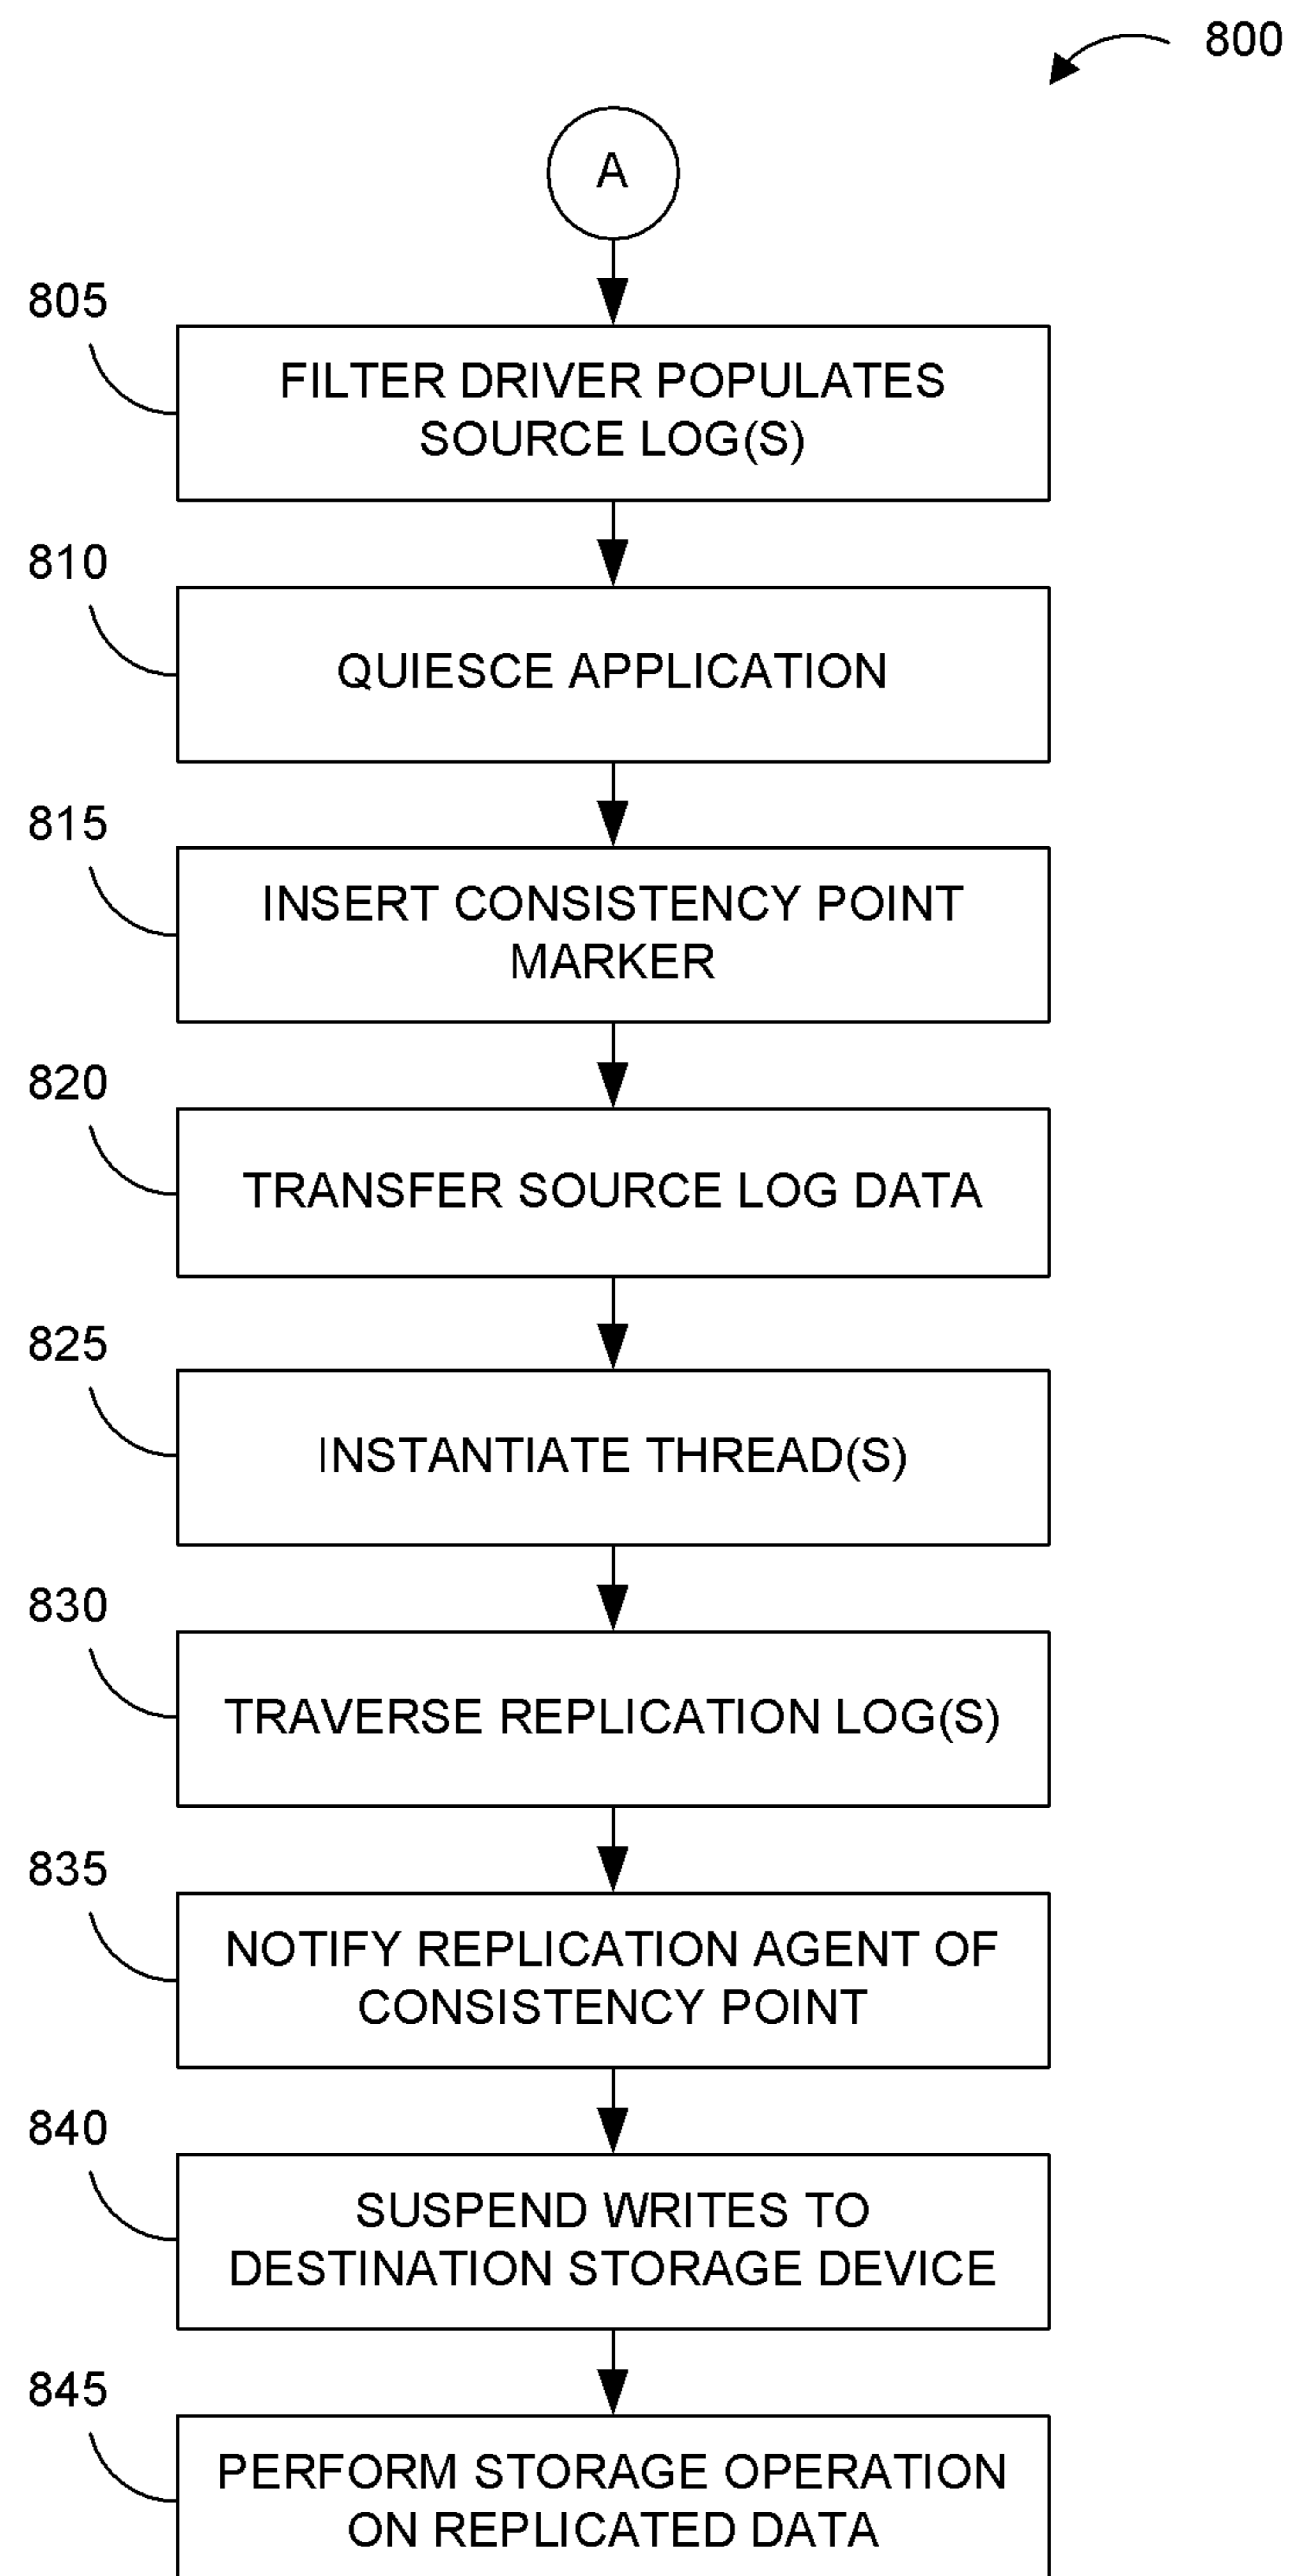 800
A
805
FILTER DRIVER POPULATES
SOURCE LOG(S)
810
QUIESCE APPLICATION
815
INSERT CONSISTENCY POINT
MARKER
820
TRANSFER SOURCE LOG DATA
825
INSTANTIATE THREAD(S)
830
TRAVERSE REPLICATION LOG(S)
835
NOTIFY REPLICATION AGENT OF
CONSISTENCY POINT
840
SUSPEND WRITES TO
DESTINATION STORAGE DEVICE
845
PERFORM STORAGE OPERATION
ON REPLICATED DATA